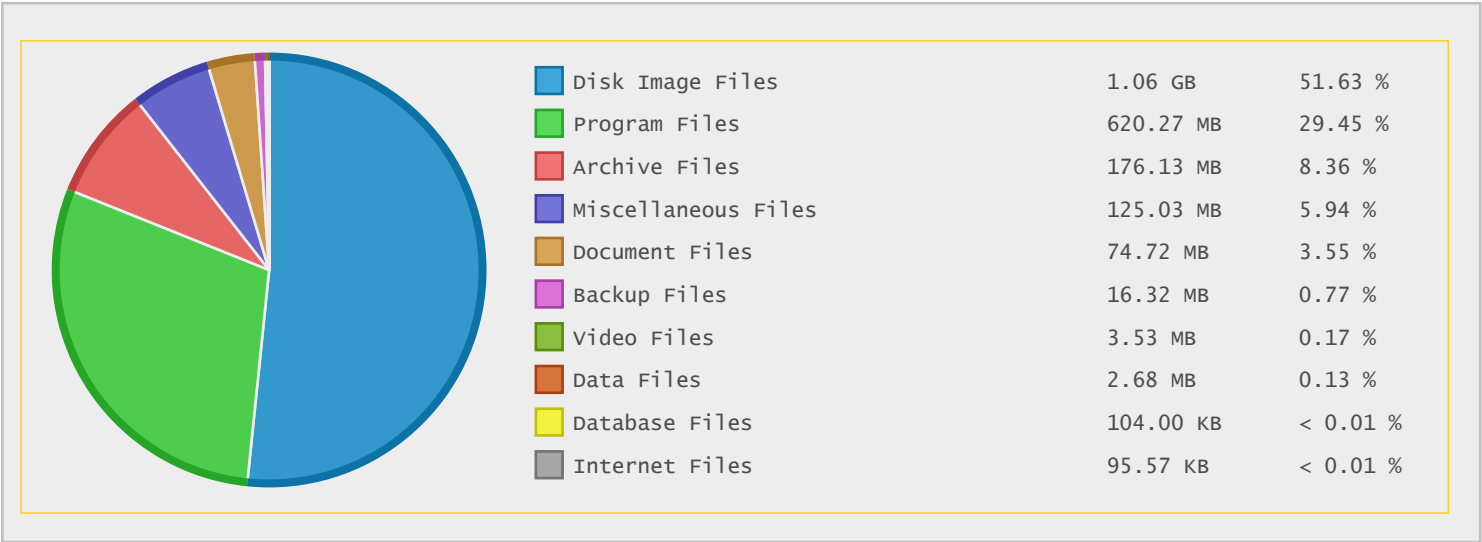 Disk Image Files 1.06 GB 51.63 %
Program Files 620.27 MB 29.45 %
Archive Files 176.13 MB 8.36 %
Miscellaneous Files 125.03 MB 5.94 %
Document Files 74.72 MB 3.55 %
Backup Files 16.32 MB 0.77 %
Video Files 3.53 MB 0.17 %
Data Files 2.68 MB 0.13 %
Database Files 104.00 KB < 0.01 %
Internet Files 95.57 KB < 0.01 %